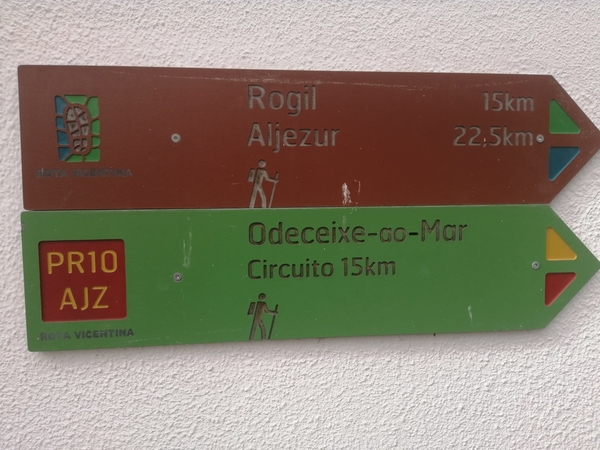 Rogil 15km
Aljezur 22,5km
ROTA VICENTINA
Odeceixe-ao-Mar
PR10
AJZ
Circuito 15km
ROTA VICENTINA